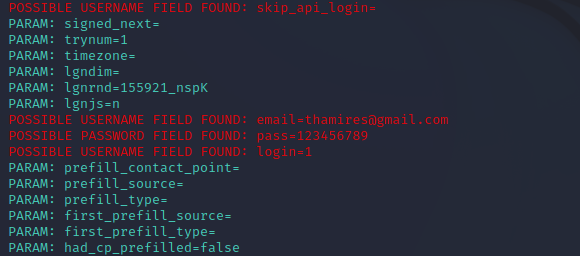 POSSIBLE USERNAME FIELD FOUND: skip_api_login=
PARAM: signed_next=
PARAM: trynum=1
PARAM: timezone=
PARAM: lgndim=
PARAM: lgnrnd=155921_nspK
PARAM: lgnjs=n
POSSIBLE USERNAME FIELD FOUND: email=thamires@gmail.com
POSSIBLE PASSWORD FIELD FOUND: pass=123456789
POSSIBLE USERNAME FIELD FOUND: login=1
PARAM: prefill_contact_point=
PARAM: prefill_source=
PARAM: prefill_type=
PARAM: first_prefill_source=
PARAM: first_prefill_type=
PARAM: had_cp_prefilled=false